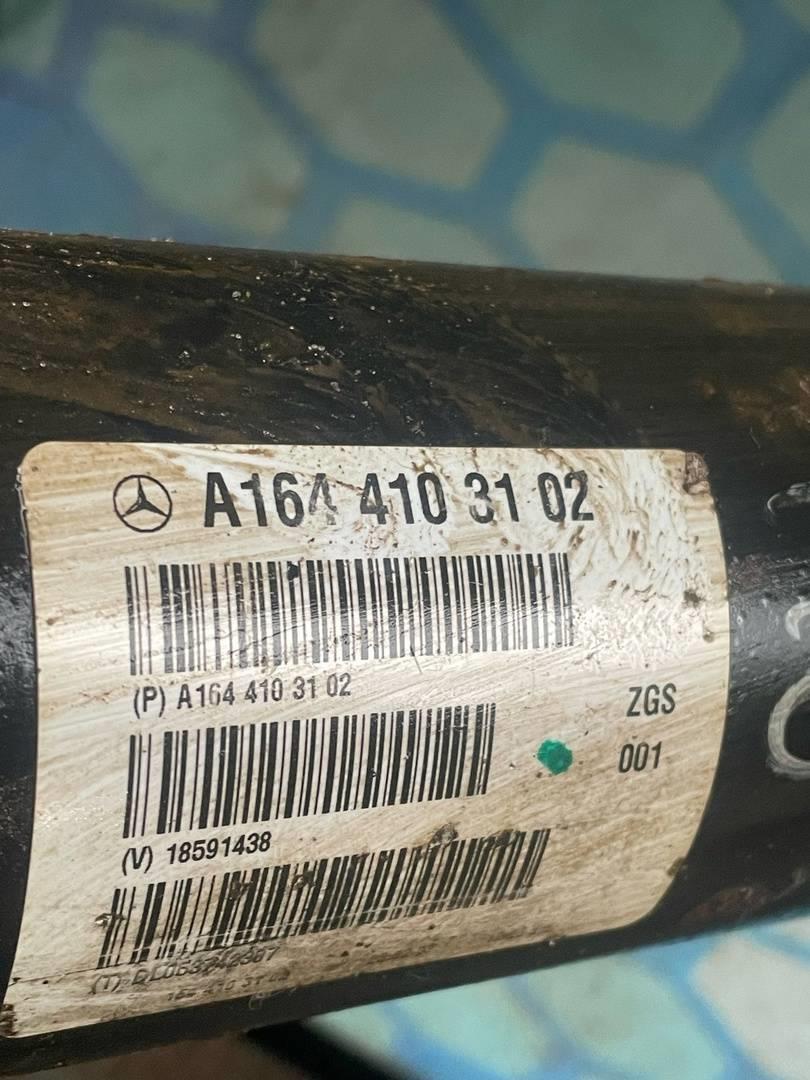 A164 410 31 02
(P) A164 410 31 02
ZGS
001
(V) 18591438